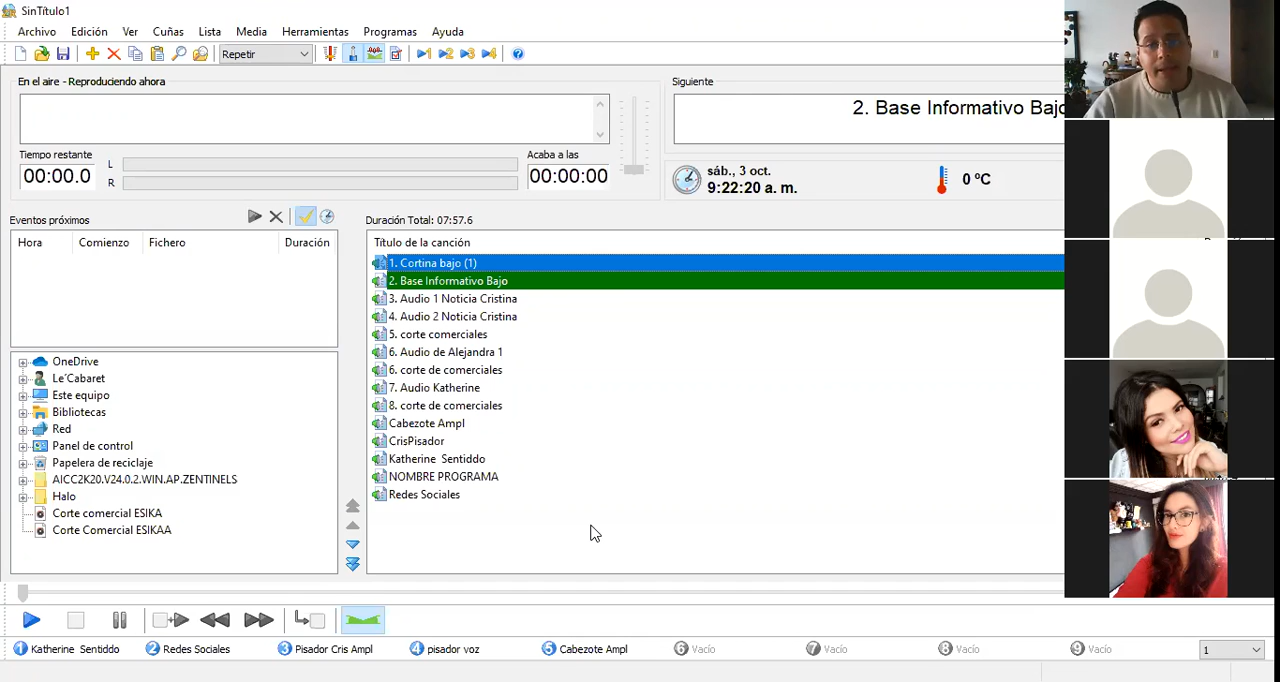 SinTítulo1
Archivo Edición Ver Cuñas Lista Media Herramientas Programas Ayuda
Repetir 1 2 3 4
En el aire - Reproduciendo ahora
Siguiente
2. Base Informativo Bajo
Tiempo restante L Acaba a las
00:00.0 R 00:00:00
sáb., 3 oct.
9:22:20 a. m.
0 ºC
Eventos próximos
Duración Total: 07:57.6
Hora Comienzo Fichero Duración
Título de la canción
1. Cortina bajo (1)
2. Base Informativo Bajo
3. Audio 1 Noticia Cristina
4. Audio 2 Noticia Cristina
5. corte comerciales
6. Audio de Alejandra 1
6. corte de comerciales
7. Audio Katherine
8. corte de comerciales
Cabezote Ampl
CrisPisador
Katherine Sentiddo
NOMBRE PROGRAMA
Redes Sociales
OneDrive
Le´Cabaret
Este equipo
Bibliotecas
Red
Panel de control
Papelera de reciclaje
AICC2K20.V24.0.2.WIN.AP.ZENTINELS
Halo
Corte comercial ESIKA
Corte Comercial ESIKAA
1 Katherine Sentiddo 2 Redes Sociales 3 Pisador Cris Ampl 4 pisador voz 5 Cabezote Ampl 6 Vacío 7 Vacío 8 Vacío 9 Vacío 1